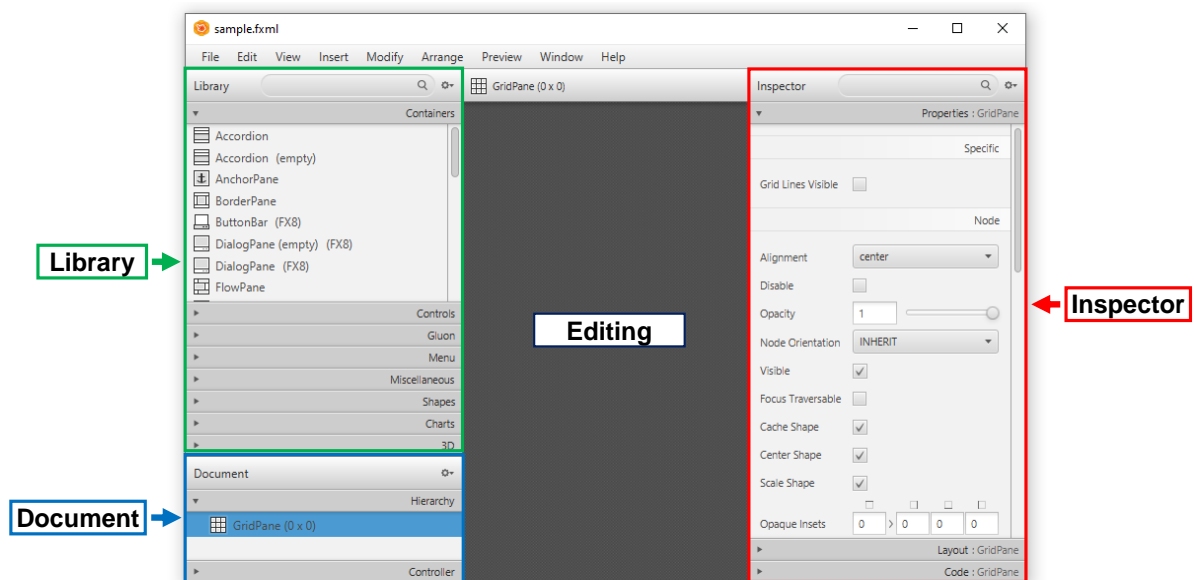 sample.fxml
File Edit View Insert Modify Arrange Preview Window Help
Library
GridPane (0 x 0)
Inspector
Containers
Accordion
Accordion (empty)
AnchorPane
BorderPane
ButtonBar (FX8)
DialogPane (empty) (FX8)
DialogPane (FX8)
FlowPane
Controls
Gluon
Menu
Miscellaneous
Shapes
Charts
3D
Document
Hierarchy
GridPane (0 x 0)
Controller
Properties : GridPane
Specific
Grid Lines Visible
Node
Alignment center
Disable
Opacity 1
Node Orientation INHERIT
Visible
Focus Traversable
Cache Shape
Center Shape
Scale Shape
Opaque Insets 0 > 0 0 0
Layout : GridPane
Code : GridPane
Library
Document
Editing
Inspector